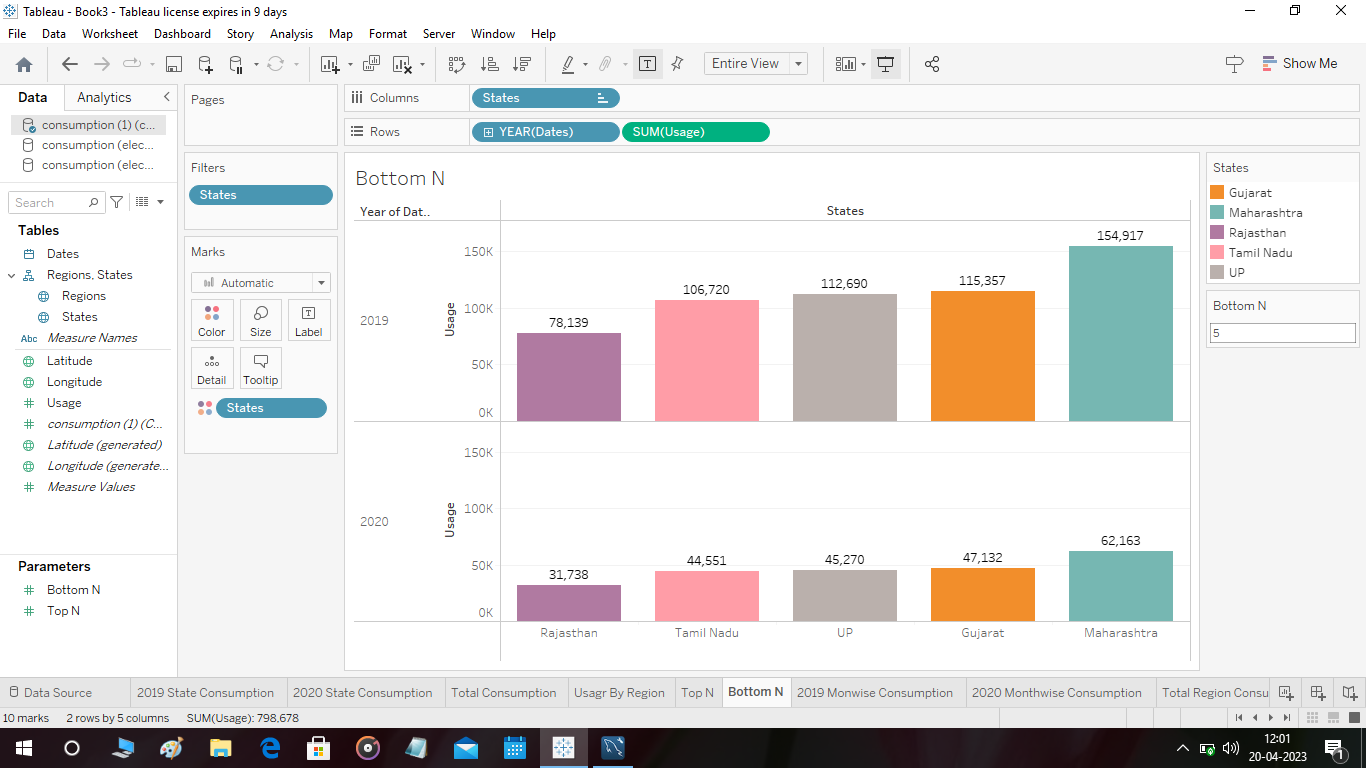 Tableau - Book3 - Tableau license expires in 9 days
File Data Worksheet Dashboard Story Analysis Map Format Server Window Help
Entire View
Show Me
Data Analytics
consumption (1) (c...
consumption (elec...
consumption (elec...
Search
Tables
Dates
Regions, States
Regions
States
Abc Measure Names
Latitude
Longitude
Usage
consumption (1) (C...
Latitude (generated)
Longitude (generate...
Measure Values
Parameters
Bottom N
Top N
Pages
Filters
States
Marks
Automatic
Color Size Label
Detail Tooltip
States
Columns States
Rows YEAR(Dates) SUM(Usage)
Bottom N
Year of Dat.. States
2019
Usage
150K
100K
50K
0K
78,139 106,720 112,690 115,357 154,917
2020
Usage
150K
100K
50K
0K
31,738 44,551 45,270 47,132 62,163
Rajasthan Tamil Nadu UP Gujarat Maharashtra
States
Gujarat
Maharashtra
Rajasthan
Tamil Nadu
UP
Bottom N
5
Data Source 2019 State Consumption 2020 State Consumption Total Consumption Usagr By Region Top N Bottom N 2019 Monwise Consumption 2020 Monthwise Consumption Total Region Consu
10 marks 2 rows by 5 columns SUM(Usage): 798,678
12:01
20-04-2023
1